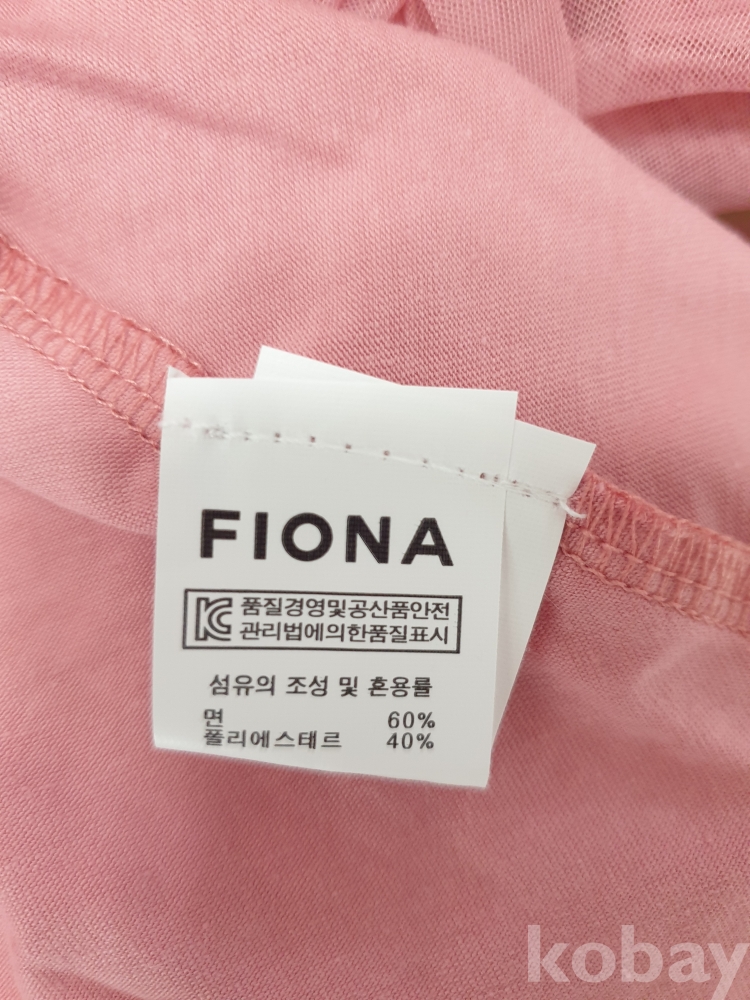 FIONA
KC 품질경영및공산품안전
관리법에의한품질표시
섬유의 조성 및 혼용률
면 60%
폴리에스태르 40%
kobay